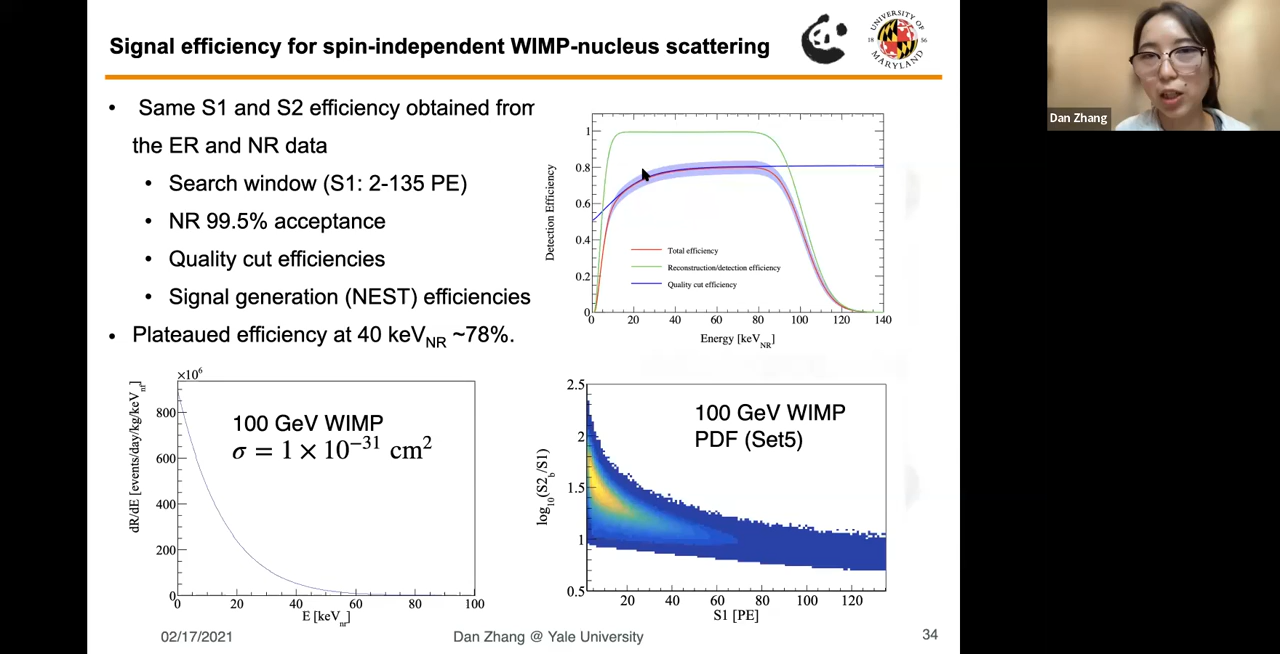 Signal efficiency for spin-independent WIMP-nucleus scattering
UNIVERSITY OF
18 56
MARYLAND
Dan Zhang
• Same S1 and S2 efficiency obtained from
the ER and NR data
• Search window (S1: 2-135 PE)
• NR 99.5% acceptance
• Quality cut efficiencies
• Signal generation (NEST) efficiencies
• Plateaued efficiency at 40 keVNR ~78%.
Detection Efficiency
1
0.8
0.6
0.4
0.2
0
Total efficiency
Reconstruction/detection efficiency
Quality cut efficiency
0 20 40 60 80 100 120 140
Energy [keVNR]
×10⁶
dR/dE [events/day/kg/keVnr]
800
600
400
200
0
100 GeV WIMP
σ = 1 × 10⁻³¹ cm²
0 20 40 60 80 100
E [keVnr]
log10(S2b/S1)
2.5
2
1.5
1
0.5
100 GeV WIMP
PDF (Set5)
20 40 60 80 100 120
S1 [PE]
02/17/2021
Dan Zhang @ Yale University
34